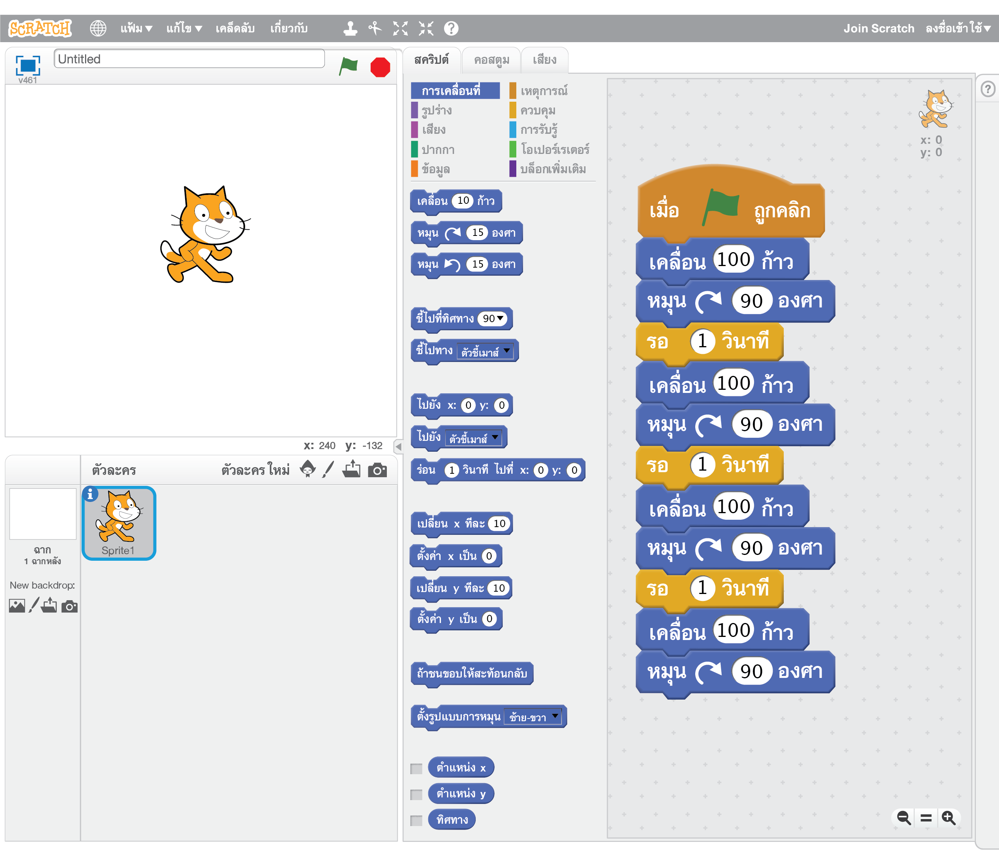 SCRATCH
แฟ้ม แก้ไข เคล็ดลับ เกี่ยวกับ
Join Scratch ลงชื่อเข้าใช้
v461
Untitled
x: 240 y: -132
ตัวละคร ตัวละครใหม่
Sprite1
ฉาก
1 ฉากหลัง
New backdrop:
สคริปต์ คอสตูม เสียง
การเคลื่อนที่ เหตุการณ์
รูปร่าง ควบคุม
เสียง การรับรู้
ปากกา โอเปอร์เรเตอร์
ข้อมูล บล็อกเพิ่มเติม
เคลื่อน 10 ก้าว
หมุน 15 องศา
หมุน 15 องศา
ชี้ไปที่ทิศทาง 90
ชี้ไปทาง ตัวชี้เมาส์
ไปยัง x: 0 y: 0
ไปยัง ตัวชี้เมาส์
ร่อน 1 วินาที ไปที่ x: 0 y: 0
เปลี่ยน x ทีละ 10
ตั้งค่า x เป็น 0
เปลี่ยน y ทีละ 10
ตั้งค่า y เป็น 0
ถ้าชนขอบให้สะท้อนกลับ
ตั้งรูปแบบการหมุน ซ้าย-ขวา
ตำแหน่ง x
ตำแหน่ง y
ทิศทาง
x: 0
y: 0
เมื่อ ถูกคลิก
เคลื่อน 100 ก้าว
หมุน 90 องศา
รอ 1 วินาที
เคลื่อน 100 ก้าว
หมุน 90 องศา
รอ 1 วินาที
เคลื่อน 100 ก้าว
หมุน 90 องศา
รอ 1 วินาที
เคลื่อน 100 ก้าว
หมุน 90 องศา